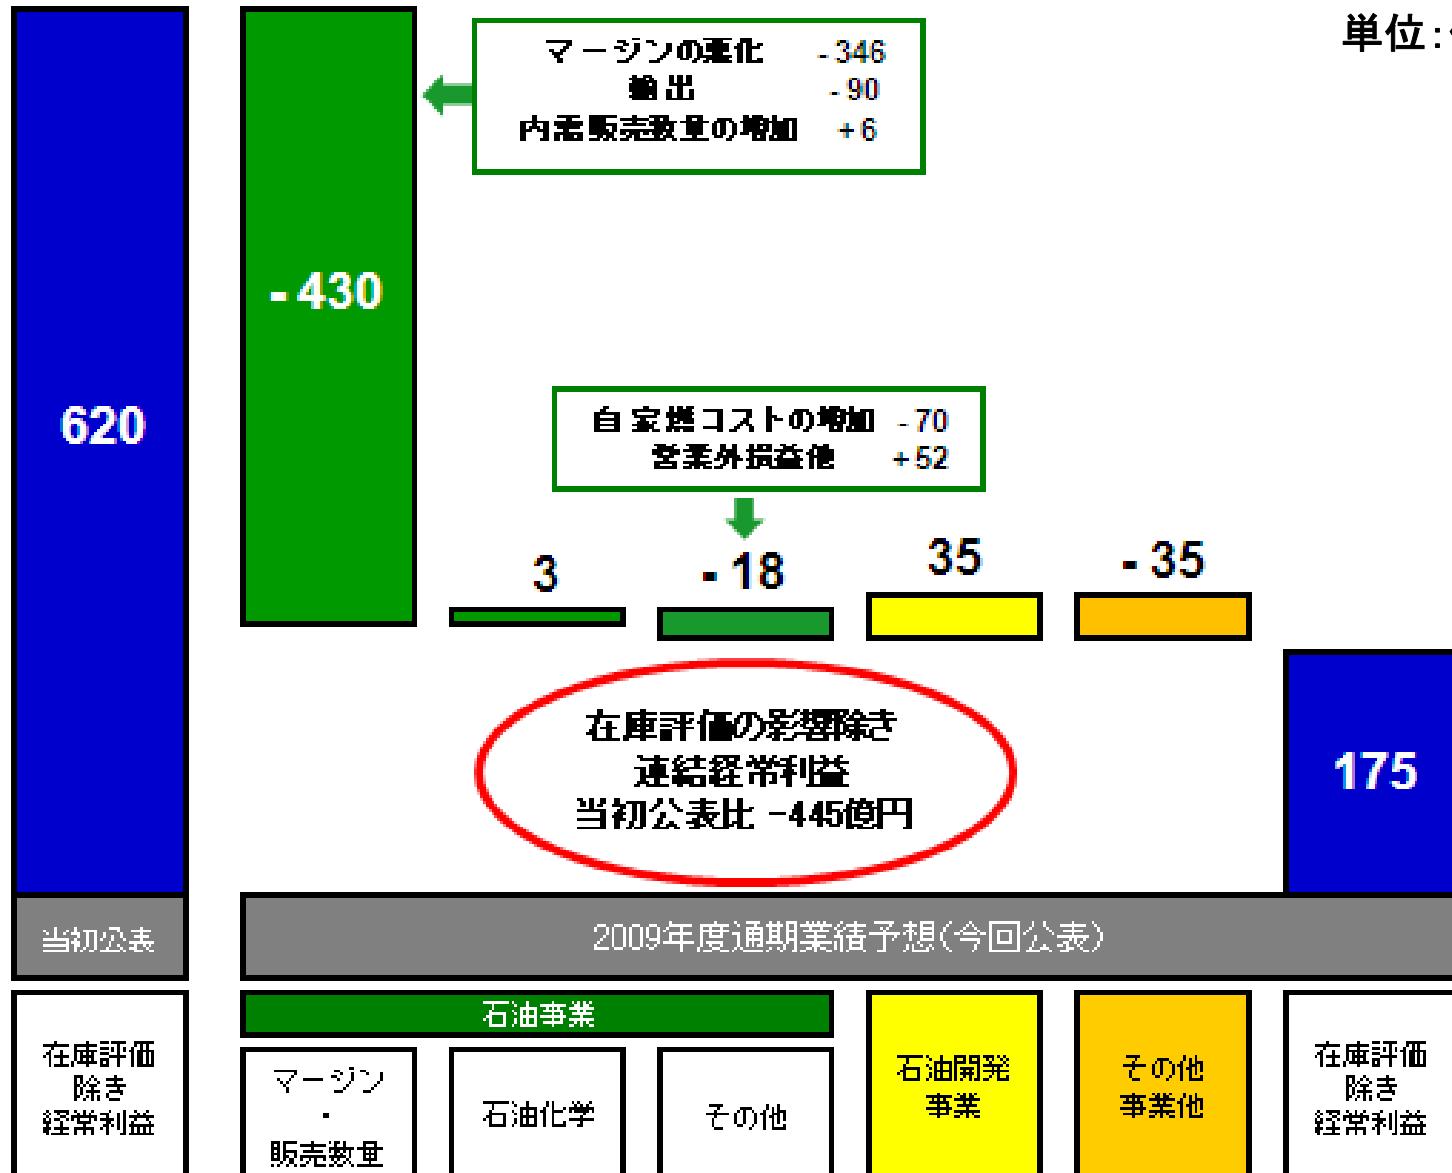 単位:
マージンの悪化 -346
輸出 -90
内需販売数量の増加 +6
-430
620
自家燃コストの増加 -70
営業外損益他 +52
3
-18
35
-35
在庫評価の影響除き
連結経常利益
当初公表比 -445億円
175
当初公表
2009年度通期業績予想(今回公表)
石油事業
在庫評価
除き
経常利益
マージン
・
販売数量
石油化学
その他
石油開発
事業
その他
事業他
在庫評価
除き
経常利益